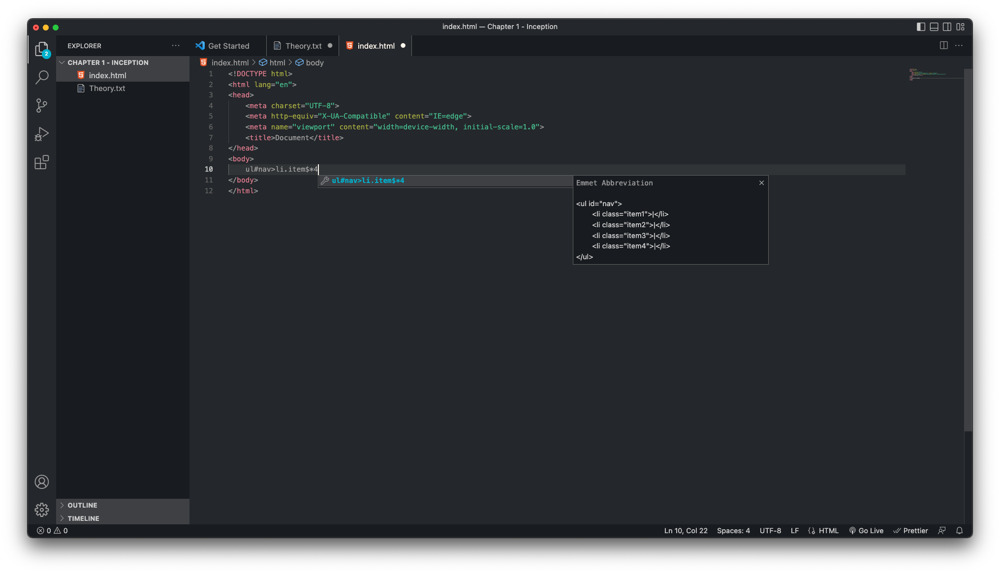 index.html — Chapter 1 - Inception
2
EXPLORER
Get Started
Theory.txt
index.html
CHAPTER 1 - INCEPTION
index.html
Theory.txt
index.html > html > body
1 <!DOCTYPE html>
2 <html lang="en">
3 <head>
4     <meta charset="UTF-8">
5     <meta http-equiv="X-UA-Compatible" content="IE=edge">
6     <meta name="viewport" content="width=device-width, initial-scale=1.0">
7     <title>Document</title>
8 </head>
9 <body>
10     ul#nav>li.item$*4
11 </body>
12 </html>
ul#nav>li.item$*4
Emmet Abbreviation
<ul id="nav">
    <li class="item1">|</li>
    <li class="item2">|</li>
    <li class="item3">|</li>
    <li class="item4">|</li>
</ul>
OUTLINE
TIMELINE
0 0
Ln 10, Col 22 Spaces: 4 UTF-8 LF HTML Go Live Prettier